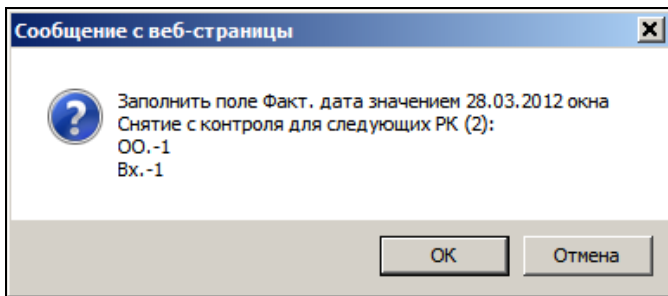 Сообщение с веб-страницы
Заполнить поле Факт. дата значением 28.03.2012 окна
Снятие с контроля для следующих РК (2):
ОО.-1
Вх.-1
ОК
Отмена